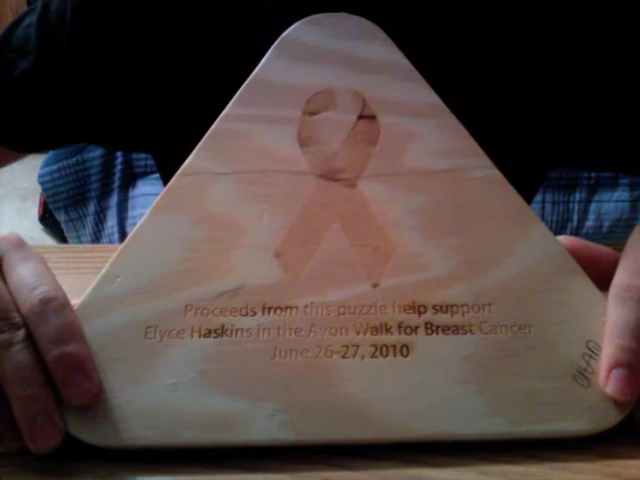 Proceeds from this puzzle help support
Elyce Haskins in the Avon Walk for Breast Cancer
June 26-27, 2010